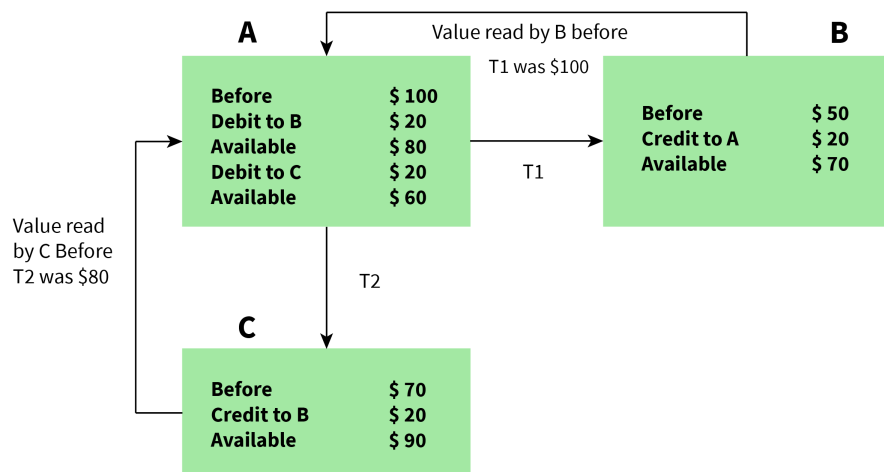 A
Before $ 100
Debit to B $ 20
Available $ 80
Debit to C $ 20
Available $ 60
Value read by B before
T1 was $100
B
Before $ 50
Credit to A $ 20
Available $ 70
T1
Value read
by C Before
T2 was $80
T2
C
Before $ 70
Credit to B $ 20
Available $ 90